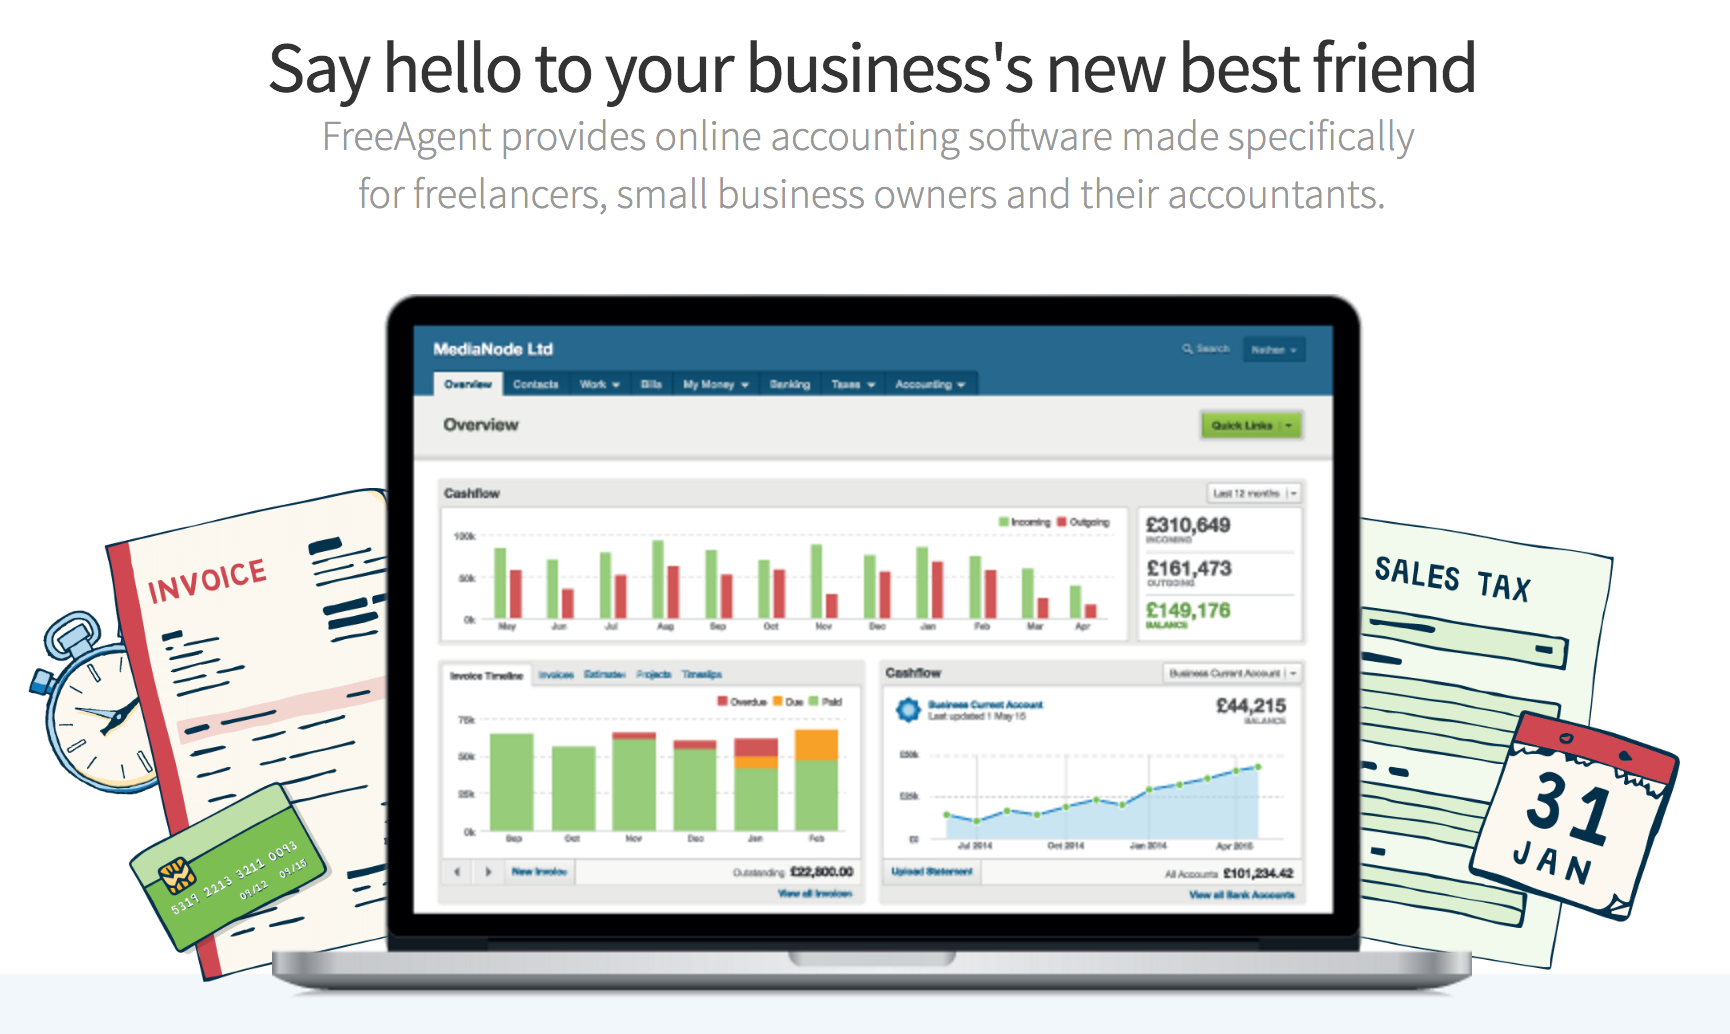 Say hello to your business's new best friend
FreeAgent provides online accounting software made specifically
for freelancers, small business owners and their accountants.
MediaNode Ltd
Search
Nathan
Overview Contacts Work Bills My Money Banking Taxes Accounting
Overview
Quick Links
Cashflow
Last 12 months
Incoming Outgoing
100k
50k
0k
May Jun Jul Aug Sep Oct Nov Dec Jan Feb Mar Apr
£310,649
INCOMING
£161,473
OUTGOING
£149,176
BALANCE
Invoice Timeline Invoices Estimates Projects Timeslips
Overdue Due Paid
75k
50k
25k
0k
Sep Oct Nov Dec Jan Feb
New Invoice
Outstanding £22,800.00
View all Invoices
Cashflow
Business Current Account
Business Current Account
Last updated 1 May 15
£44,215
BALANCE
£50k
£25k
£0
Jul 2014 Oct 2014 Jan 2014 Apr 2015
Upload Statement
All Accounts £101,234.42
View all Bank Accounts
INVOICE
5319 2213 3211 0093
09/12 09/15
SALES TAX
31
JAN